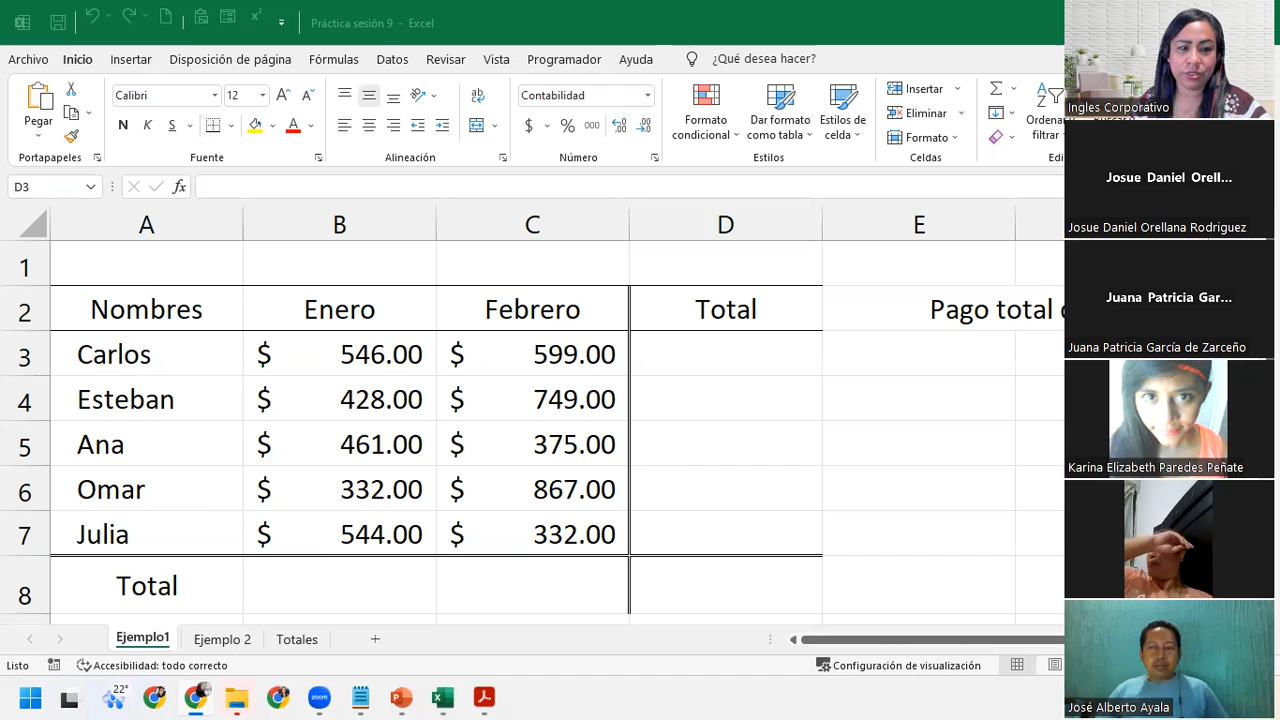 Práctica sesión 9 - Excel
Archivo Inicio Insertar Disposición de página Fórmulas Revisar Vista Programador Ayuda ¿Qué desea hacer?
Calibri 12 Contabilidad
Pegar
N K S
$ % 000
Formato condicional
Dar formato como tabla
Estilos de celda
Insertar
Eliminar
Formato
Portapapeles Fuente Alineación Número Estilos Celdas
D3 fx
A B C D E
1
2 Nombres Enero Febrero Total Pago total
3 Carlos $ 546.00 $ 599.00
4 Esteban $ 428.00 $ 749.00
5 Ana $ 461.00 $ 375.00
6 Omar $ 332.00 $ 867.00
7 Julia $ 544.00 $ 332.00
8 Total
Ejemplo1 Ejemplo 2 Totales
Listo Accesibilidad: todo correcto Configuración de visualización
22°
zoom
Ingles Corporativo
Josue Daniel Orell...
Josue Daniel Orellana Rodriguez
Juana Patricia Gar...
Juana Patricia García de Zarceño
Karina Elizabeth Paredes Peñate
José Alberto Ayala